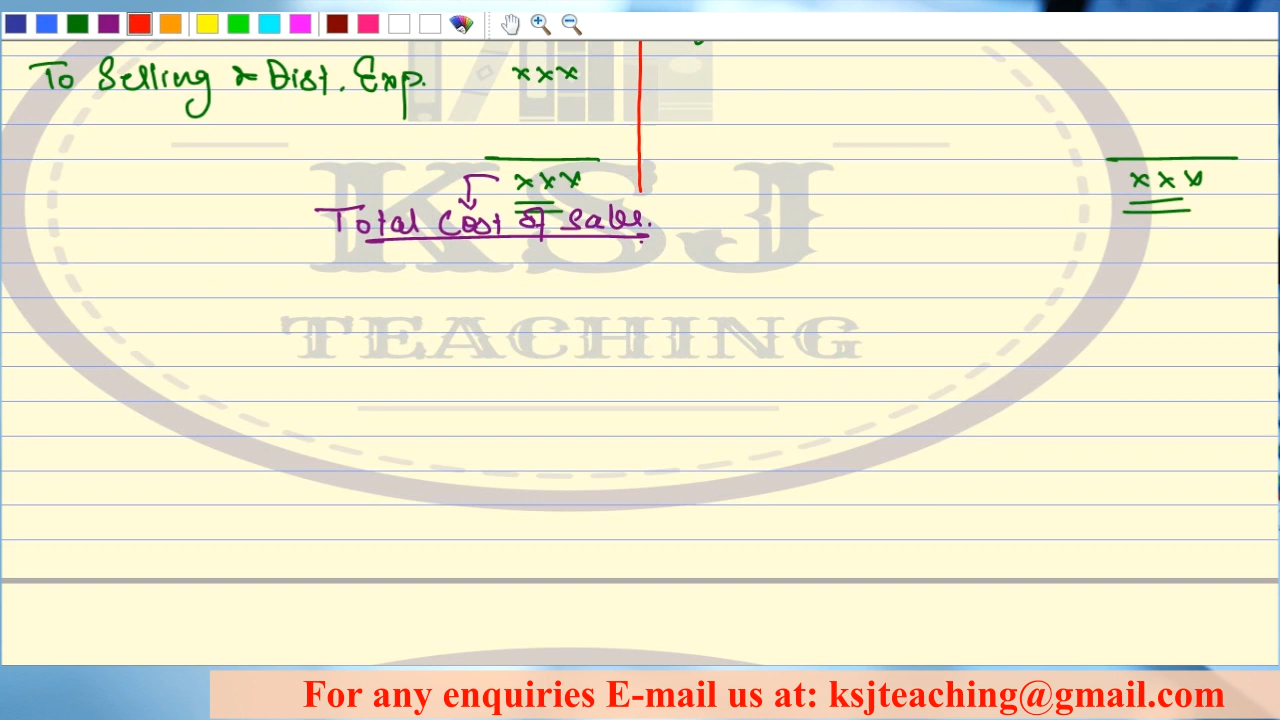 To Selling & Dist. Exp. xxx
xxx xxx
Total Cost of Sales.
KSJ
TEACHING
For any enquiries E-mail us at: ksjteaching@gmail.com